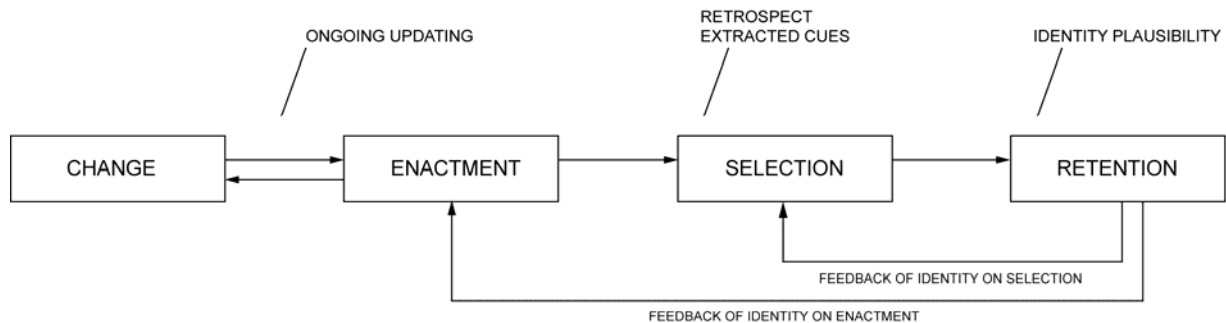 ONGOING UPDATING
RETROSPECT
EXTRACTED CUES
IDENTITY PLAUSIBILITY
CHANGE
ENACTMENT
SELECTION
RETENTION
FEEDBACK OF IDENTITY ON SELECTION
FEEDBACK OF IDENTITY ON ENACTMENT